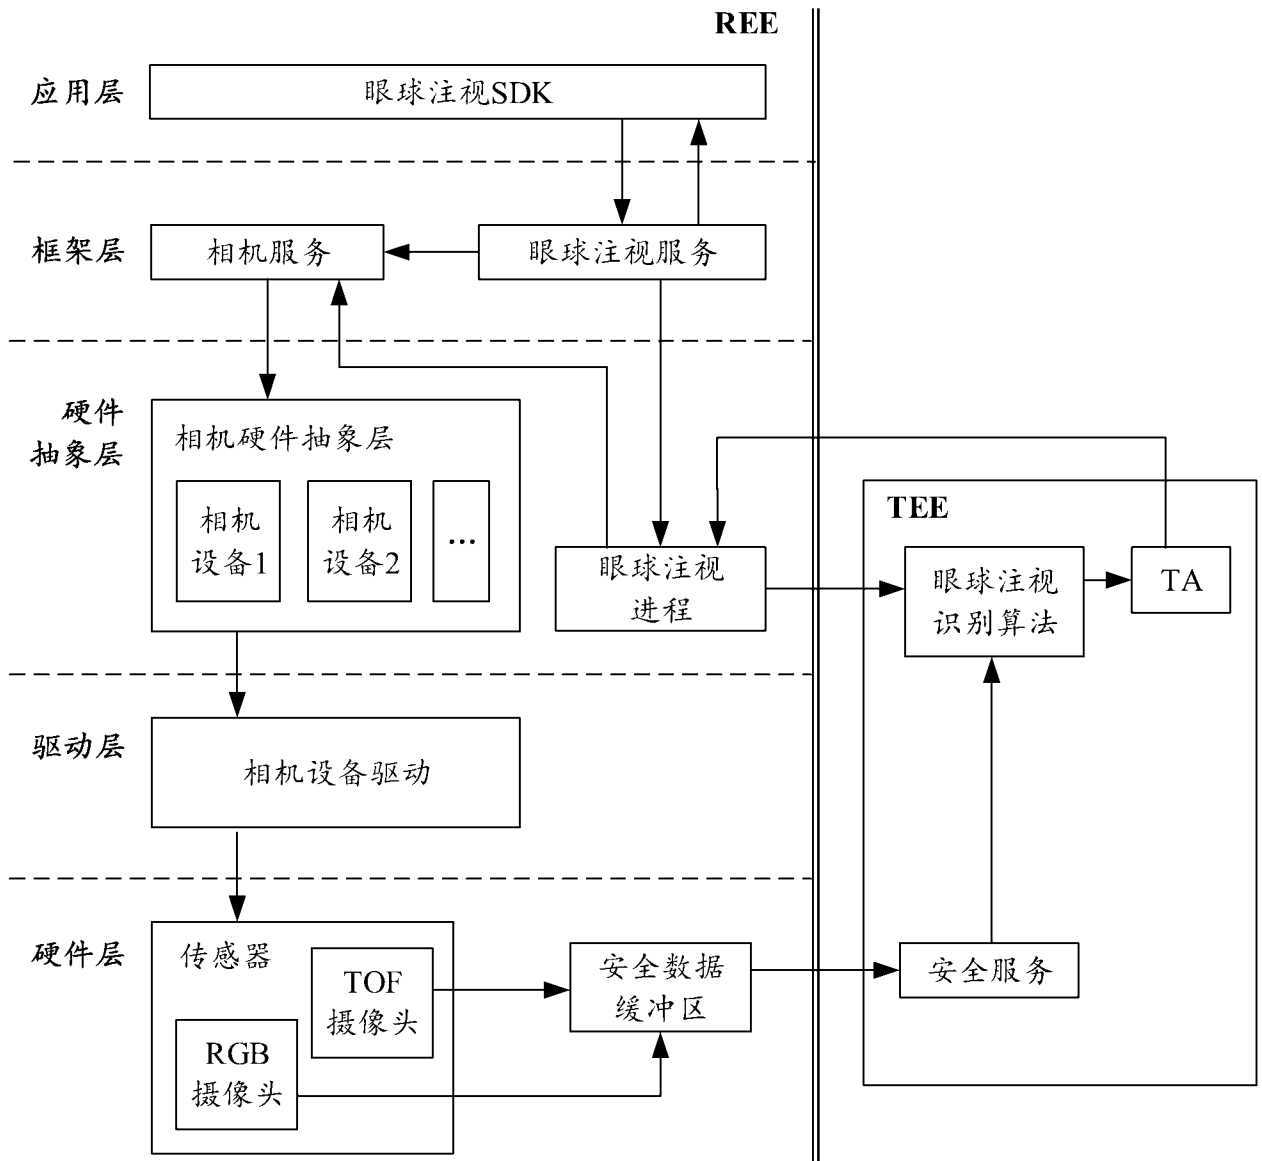 REE
应用层
眼球注视SDK
框架层
相机服务
眼球注视服务
硬件
抽象层
相机硬件抽象层
相机
设备1
相机
设备2
...
眼球注视
进程
TEE
眼球注视
识别算法
TA
驱动层
相机设备驱动
硬件层
传感器
TOF
摄像头
RGB
摄像头
安全数据
缓冲区
安全服务